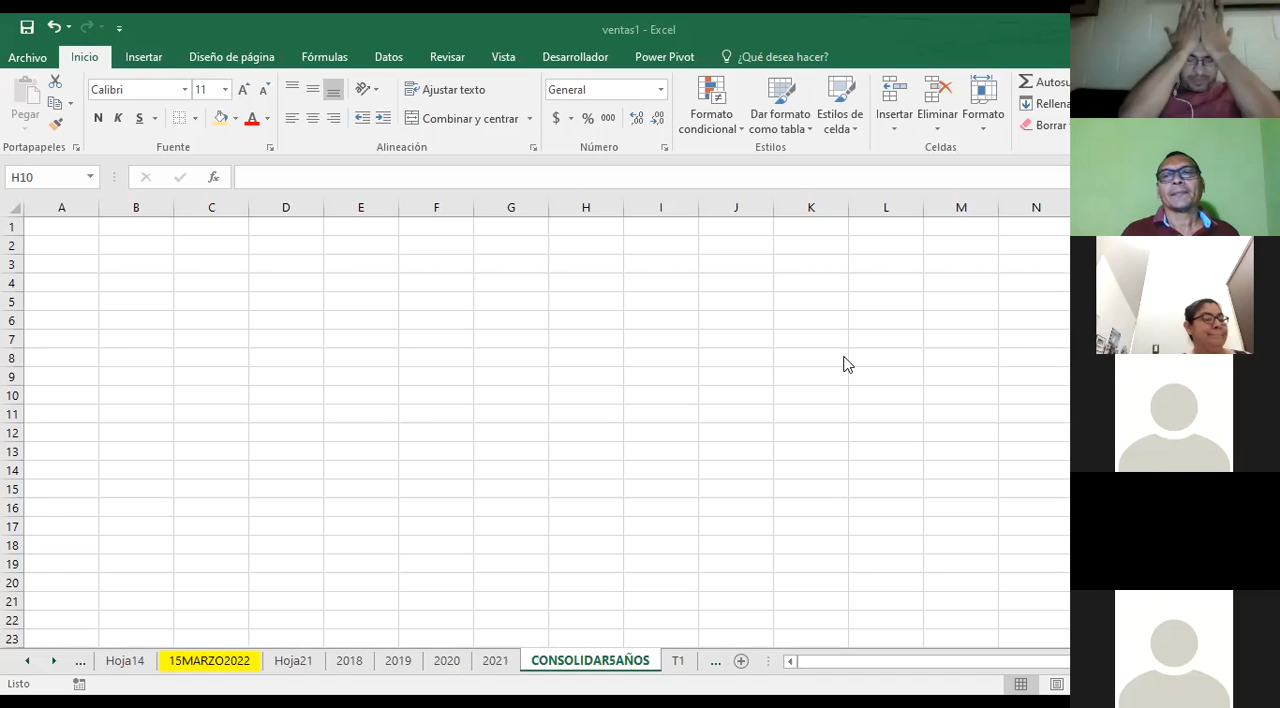 ventas1 - Excel
Archivo Inicio Insertar Diseño de página Fórmulas Datos Revisar Vista Desarrollador Power Pivot ¿Qué desea hacer?
Pegar
Calibri 11
N K S
Ajustar texto
Combinar y centrar
General
$ % 000
Formato condicional
Dar formato como tabla
Estilos de celda
Insertar Eliminar Formato
Autosu
Rellena
Borrar
Portapapeles Fuente Alineación Número Estilos Celdas
H10 fx
A B C D E F G H I J K L M N
1
2
3
4
5
6
7
8
9
10
11
12
13
14
15
16
17
18
19
20
21
22
23
... Hoja14 15MARZO2022 Hoja21 2018 2019 2020 2021 CONSOLIDAR5AÑOS T1 ...
Listo